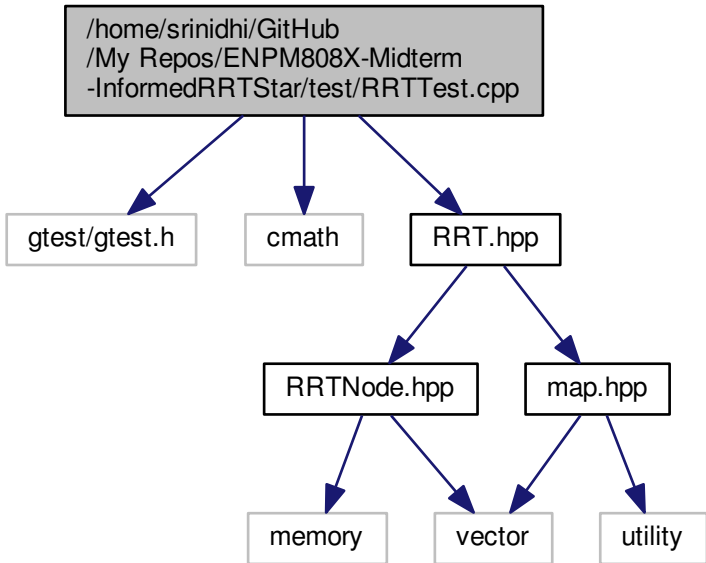 /home/srinidhi/GitHub
/My Repos/ENPM808X-Midterm
-InformedRRTStar/test/RRTTest.cpp
gtest/gtest.h
cmath
RRT.hpp
RRTNode.hpp
map.hpp
memory
vector
utility